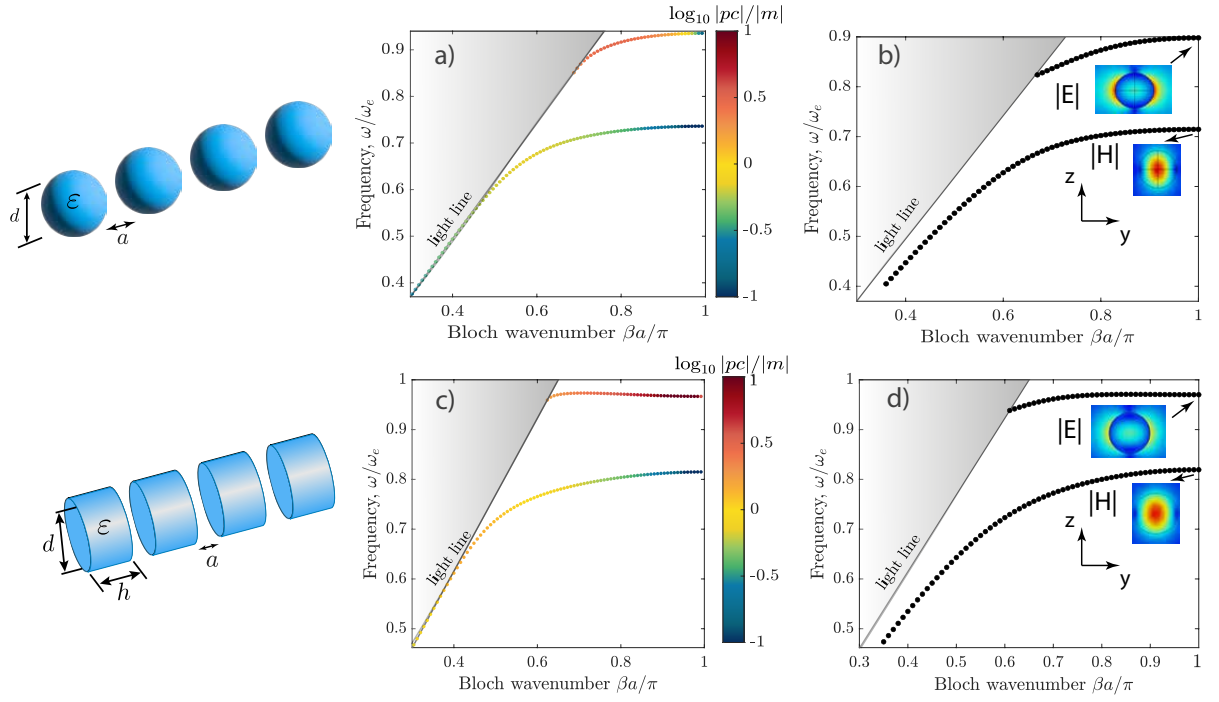 ε
d
a
log₁₀ |pc|/|m|
a)
Frequency, ω/ωₑ
0.9
0.8
0.7
0.6
0.5
0.4
light line
0.4
0.6
0.8
1
Bloch wavenumber βa/π
1
0.5
0
-0.5
-1
b)
Frequency, ω/ωₑ
0.9
0.8
0.7
0.6
0.5
0.4
light line
|E|
|H|
z
y
0.4
0.6
0.8
1
Bloch wavenumber βa/π
ε
d
h
a
log₁₀ |pc|/|m|
c)
Frequency, ω/ωₑ
1
0.9
0.8
0.7
0.6
0.5
light line
0.4
0.6
0.8
1
Bloch wavenumber βa/π
1
0.5
0
-0.5
-1
d)
Frequency, ω/ωₑ
1
0.9
0.8
0.7
0.6
0.5
light line
|E|
|H|
z
y
0.3
0.4
0.5
0.6
0.7
0.8
0.9
1
Bloch wavenumber βa/π